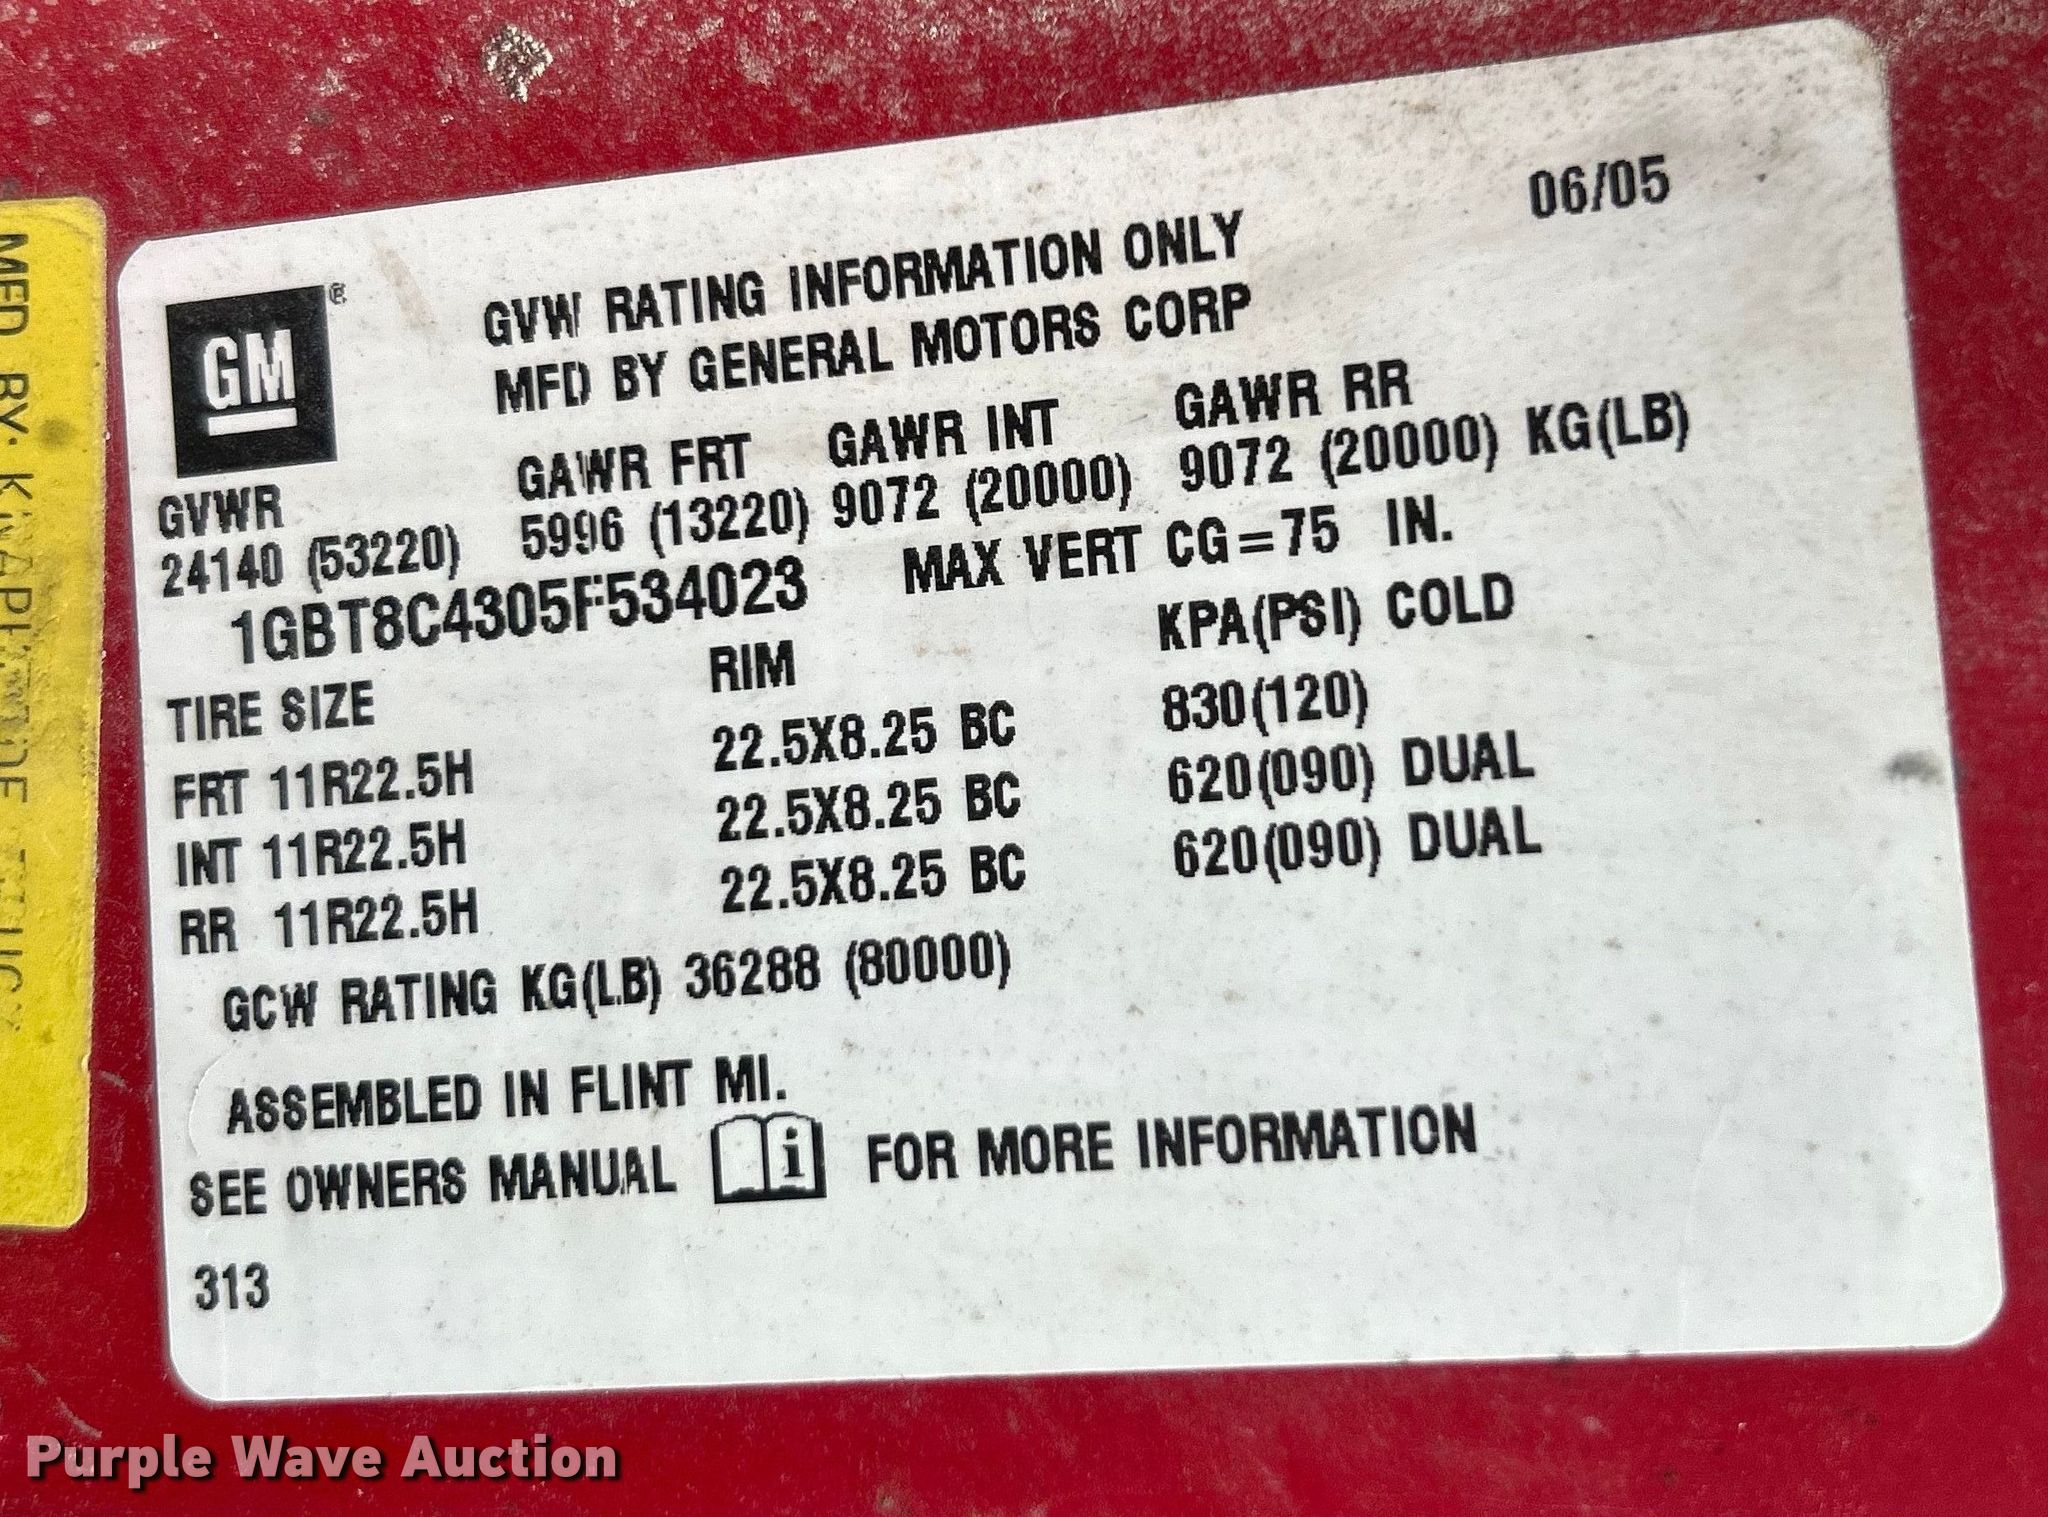 06/05
GM
GVW RATING INFORMATION ONLY
MFD BY GENERAL MOTORS CORP
GVWR GAWR FRT GAWR INT GAWR RR
24140 (53220) 5996 (13220) 9072 (20000) 9072 (20000) KG(LB)
1GBT8C4305F534023 MAX VERT CG=75 IN.
TIRE SIZE RIM KPA(PSI) COLD
FRT 11R22.5H 22.5X8.25 BC 830(120)
INT 11R22.5H 22.5X8.25 BC 620(090) DUAL
RR 11R22.5H 22.5X8.25 BC 620(090) DUAL
GCW RATING KG(LB) 36288 (80000)
ASSEMBLED IN FLINT MI.
SEE OWNERS MANUAL i FOR MORE INFORMATION
313
MFD BY:
Purple Wave Auction